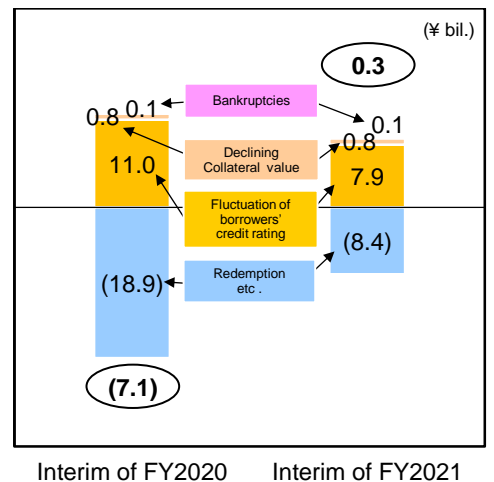 (¥ bil.)
0.3
0.1
Bankruptcies
0.1
0.8
Declining
Collateral value
0.8
11.0
Fluctuation of
borrowers'
credit rating
7.9
(18.9)
Redemption
etc .
(8.4)
(7.1)
Interim of FY2020
Interim of FY2021